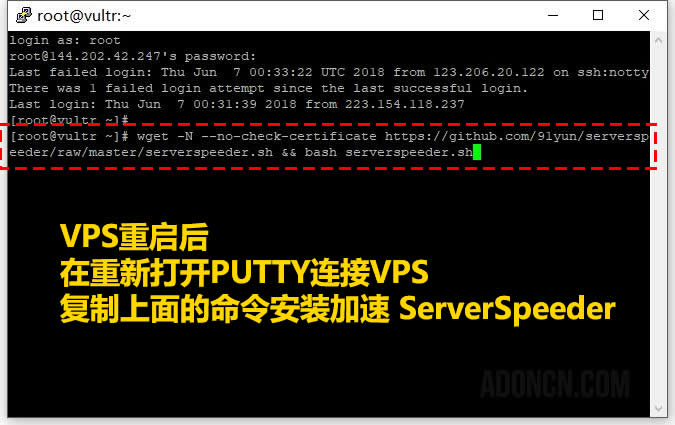 root@vultr:~
login as: root
root@144.202.42.247's password:
Last failed login: Thu Jun  7 00:33:22 UTC 2018 from 123.206.20.122 on ssh:notty
There was 1 failed login attempt since the last successful login.
Last login: Thu Jun  7 00:31:39 2018 from 223.154.118.237
[root@vultr ~]#
[root@vultr ~]# wget -N --no-check-certificate https://github.com/91yun/serversp
eeder/raw/master/serverspeeder.sh && bash serverspeeder.sh
VPS重启后
在重新打开PUTTY连接VPS
复制上面的命令安装加速 ServerSpeeder
ADONCN.COM